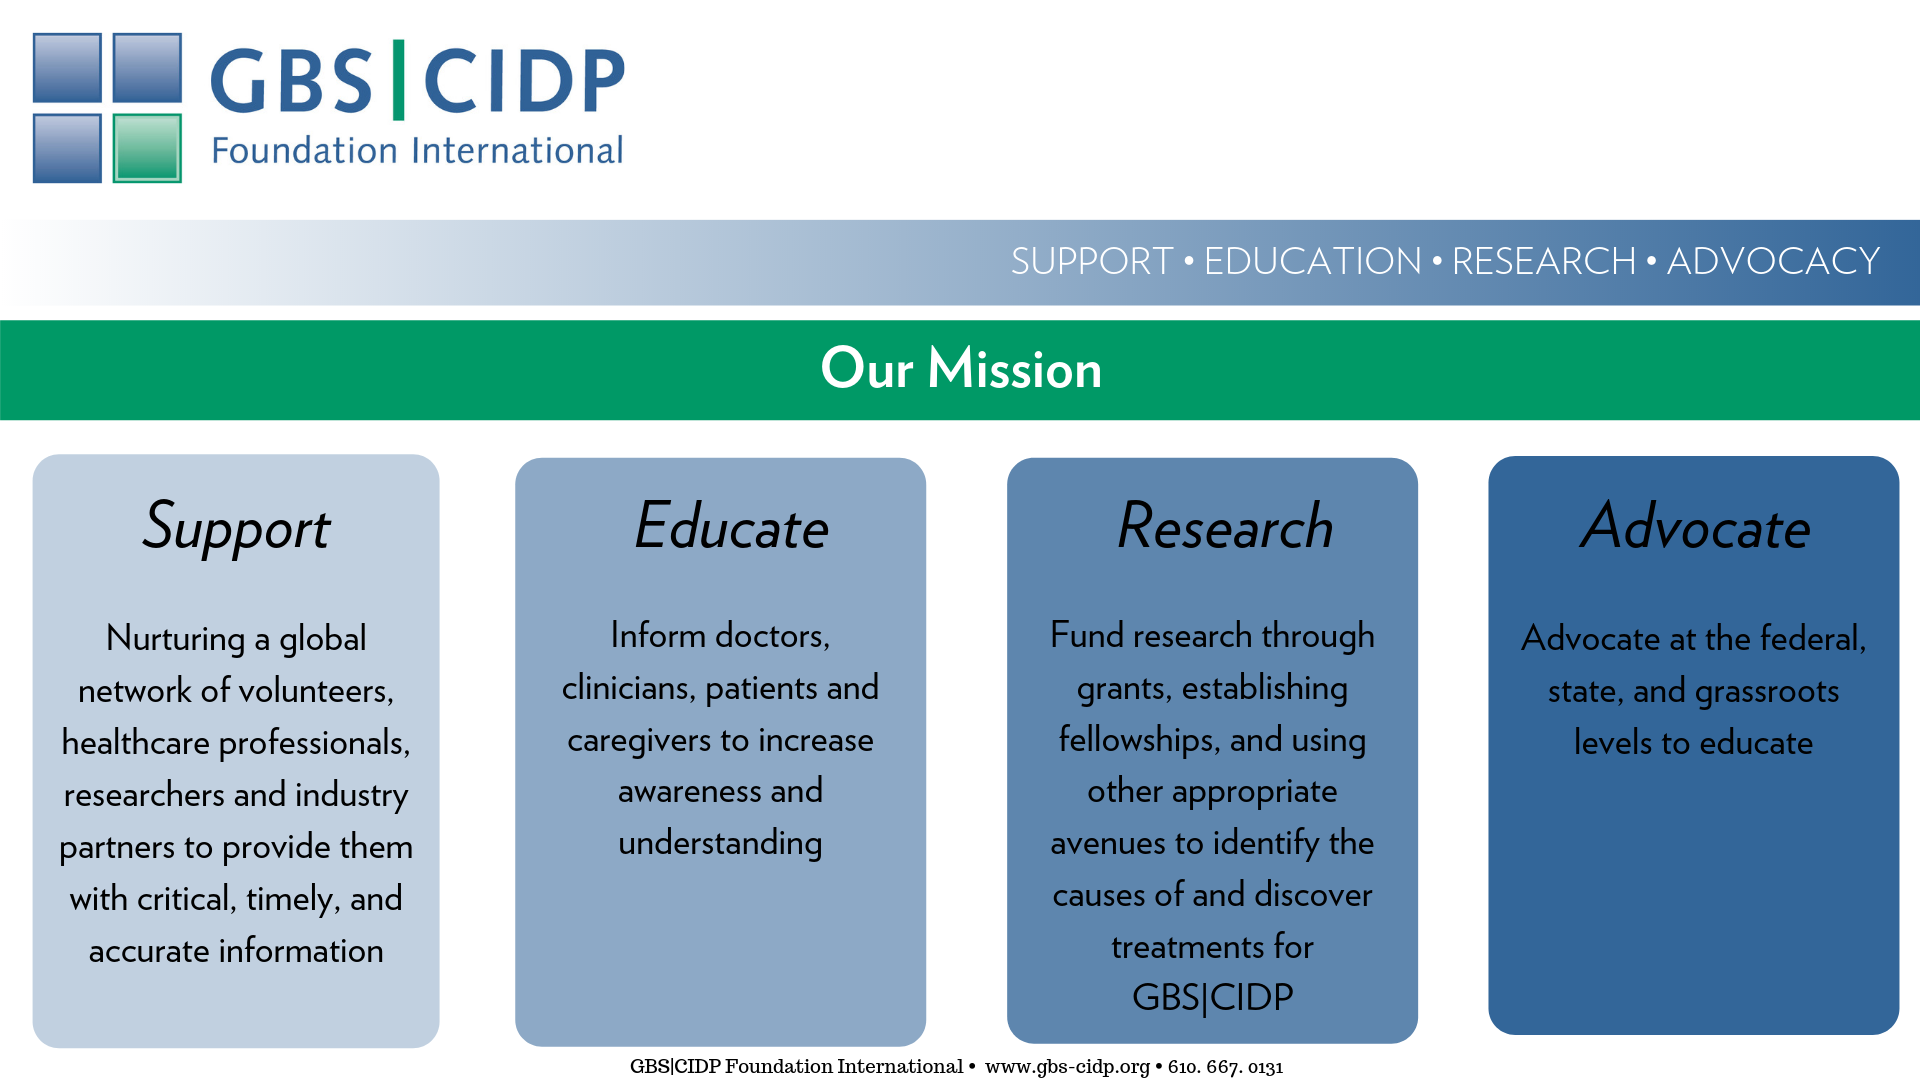 GBS|CIDP
Foundation International
SUPPORT • EDUCATION • RESEARCH • ADVOCACY
Our Mission
Support
Nurturing a global
network of volunteers,
healthcare professionals,
researchers and industry
partners to provide them
with critical, timely, and
accurate information
Educate
Inform doctors,
clinicians, patients and
caregivers to increase
awareness and
understanding
Research
Fund research through
grants, establishing
fellowships, and using
other appropriate
avenues to identify the
causes of and discover
treatments for
GBS|CIDP
Advocate
Advocate at the federal,
state, and grassroots
levels to educate
GBS|CIDP Foundation International • www.gbs-cidp.org • 610. 667. 0131